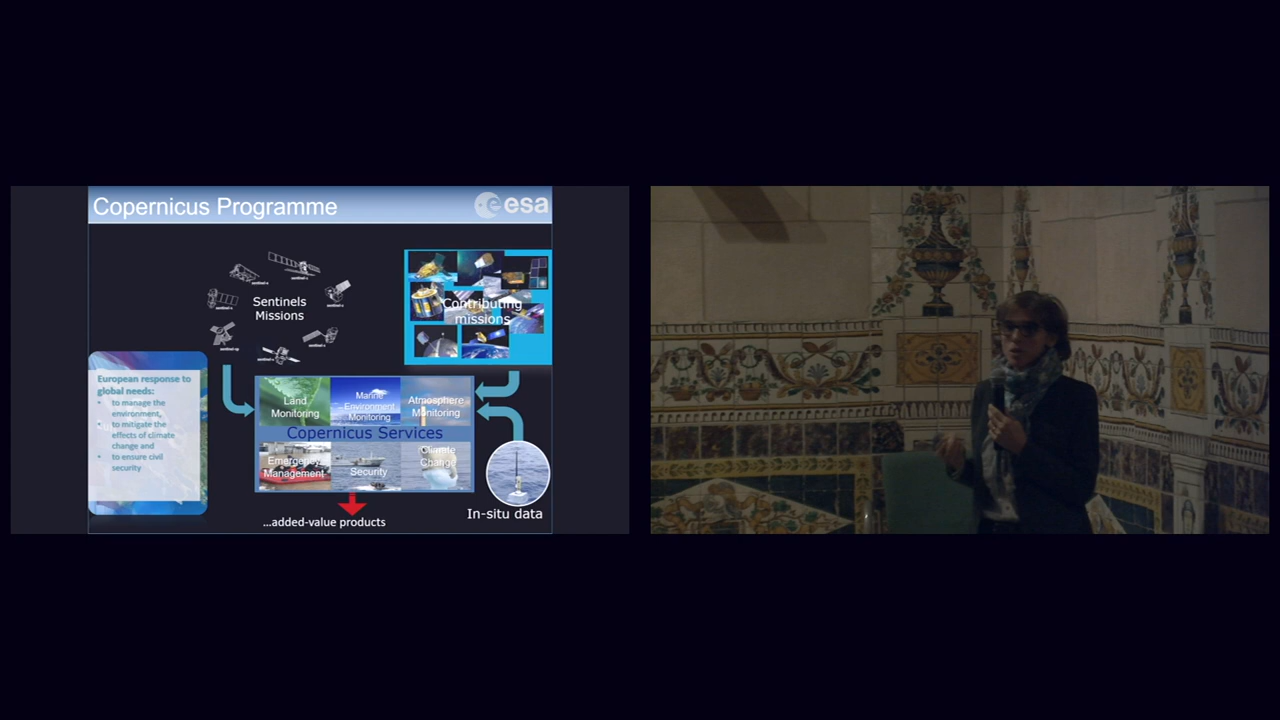 Copernicus Programme
esa
Sentinels
Missions
Contributing
missions
European response to
global needs:
• to manage the
environment,
• to mitigate the
effects of climate
change and
• to ensure civil
security
Land
Monitoring
Marine
Environment
Monitoring
Atmosphere
Monitoring
Copernicus Services
Emergency
Management
Security
Climate
Change
In-situ data
...added-value products